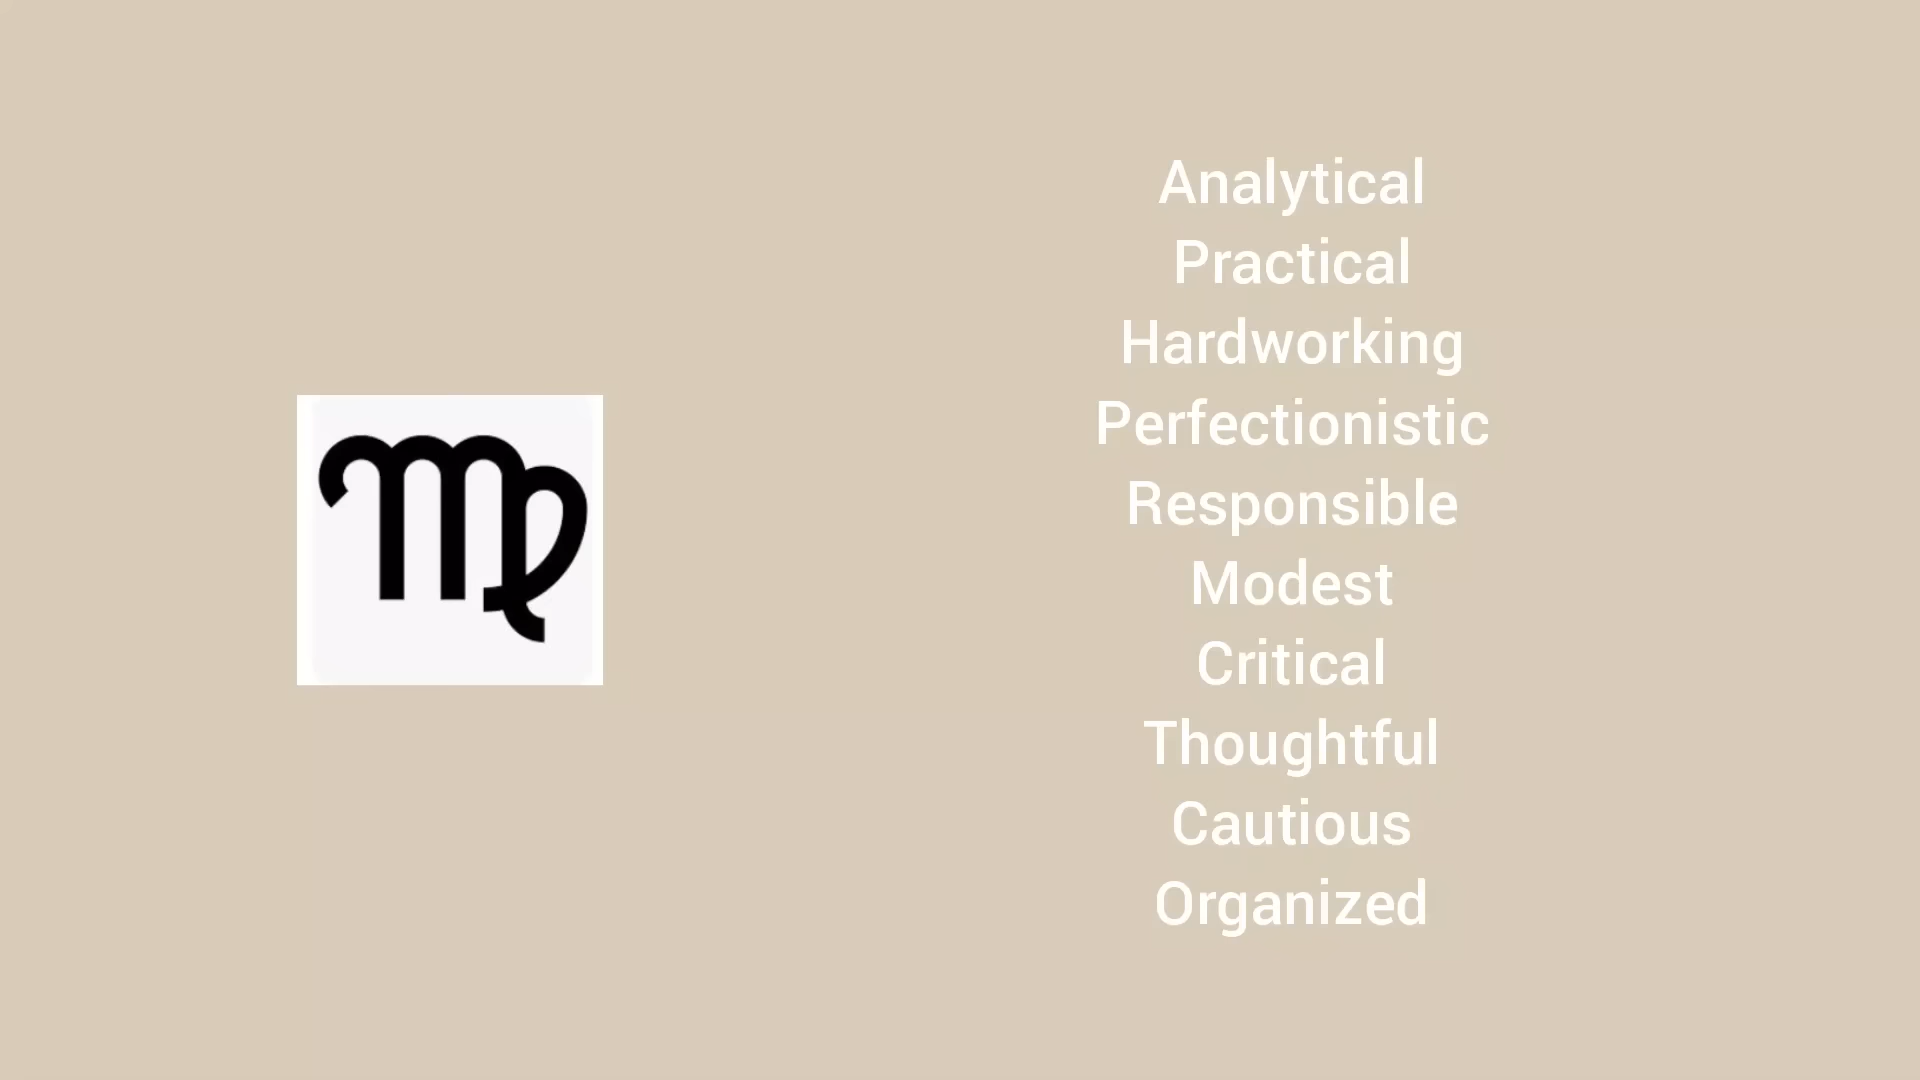 Analytical
Practical
Hardworking
Perfectionistic
Responsible
Modest
Critical
Thoughtful
Cautious
Organized